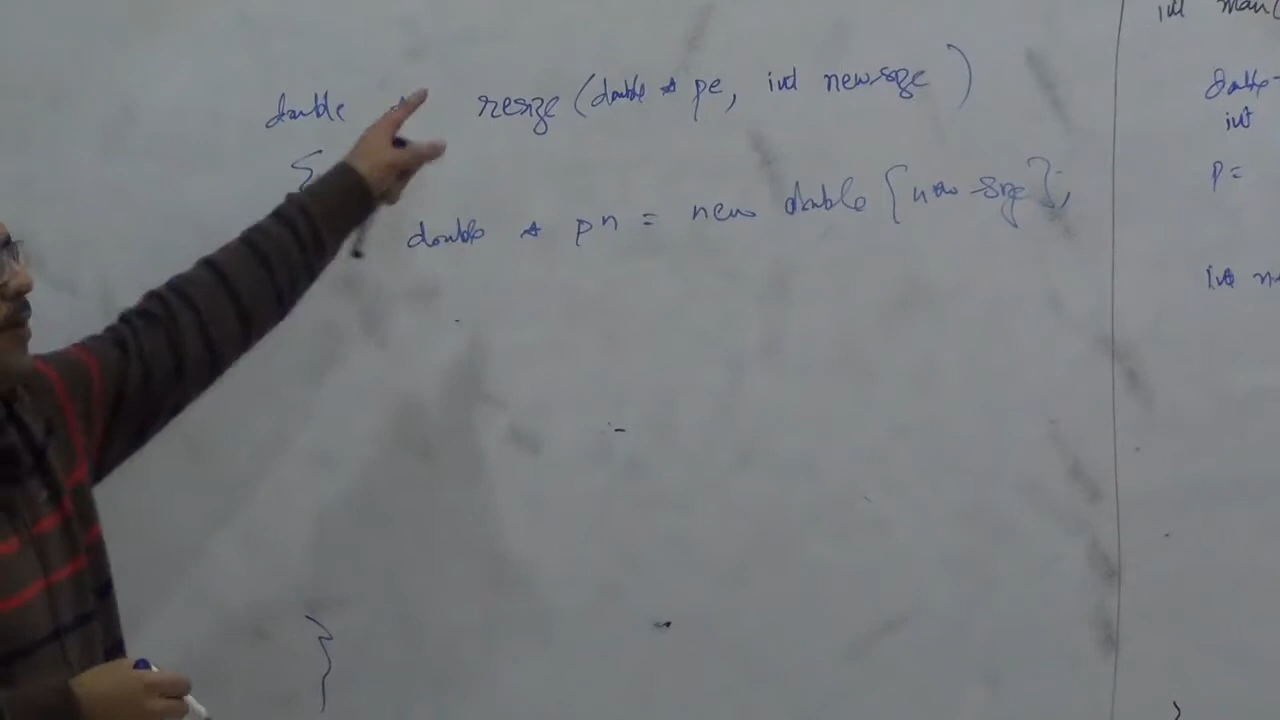 double * resize (double * pe, int newsize )
{
double * pn = new double [new size];
}
int main(
double
int
p =
int n